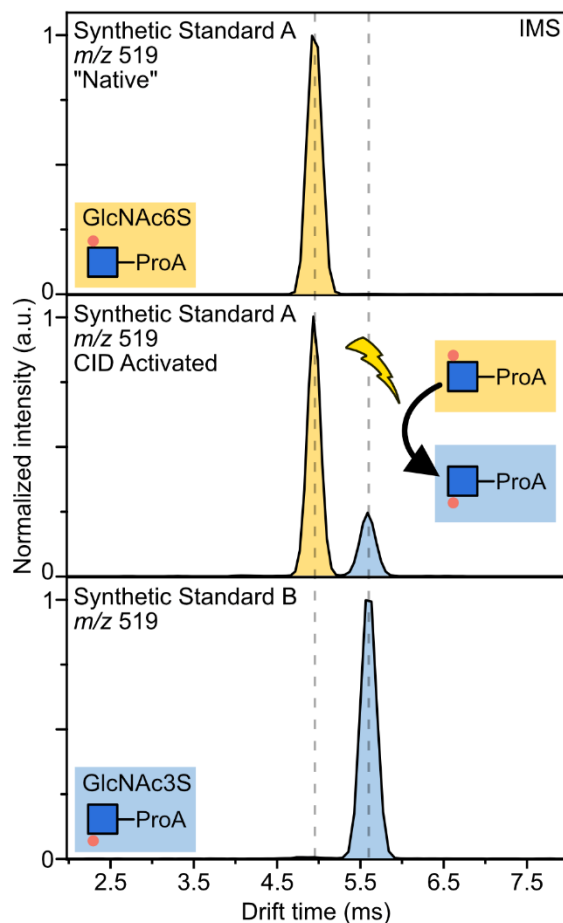 Synthetic Standard A
IMS
m/z 519
"Native"
1
GlcNAc6S
ProA
0
Synthetic Standard A
1
m/z 519
CID Activated
ProA
ProA
0
Synthetic Standard B
1
m/z 519
GlcNAc3S
ProA
0
Normalized intensity (a.u.)
2.5 3.5 4.5 5.5 6.5 7.5
Drift time (ms)